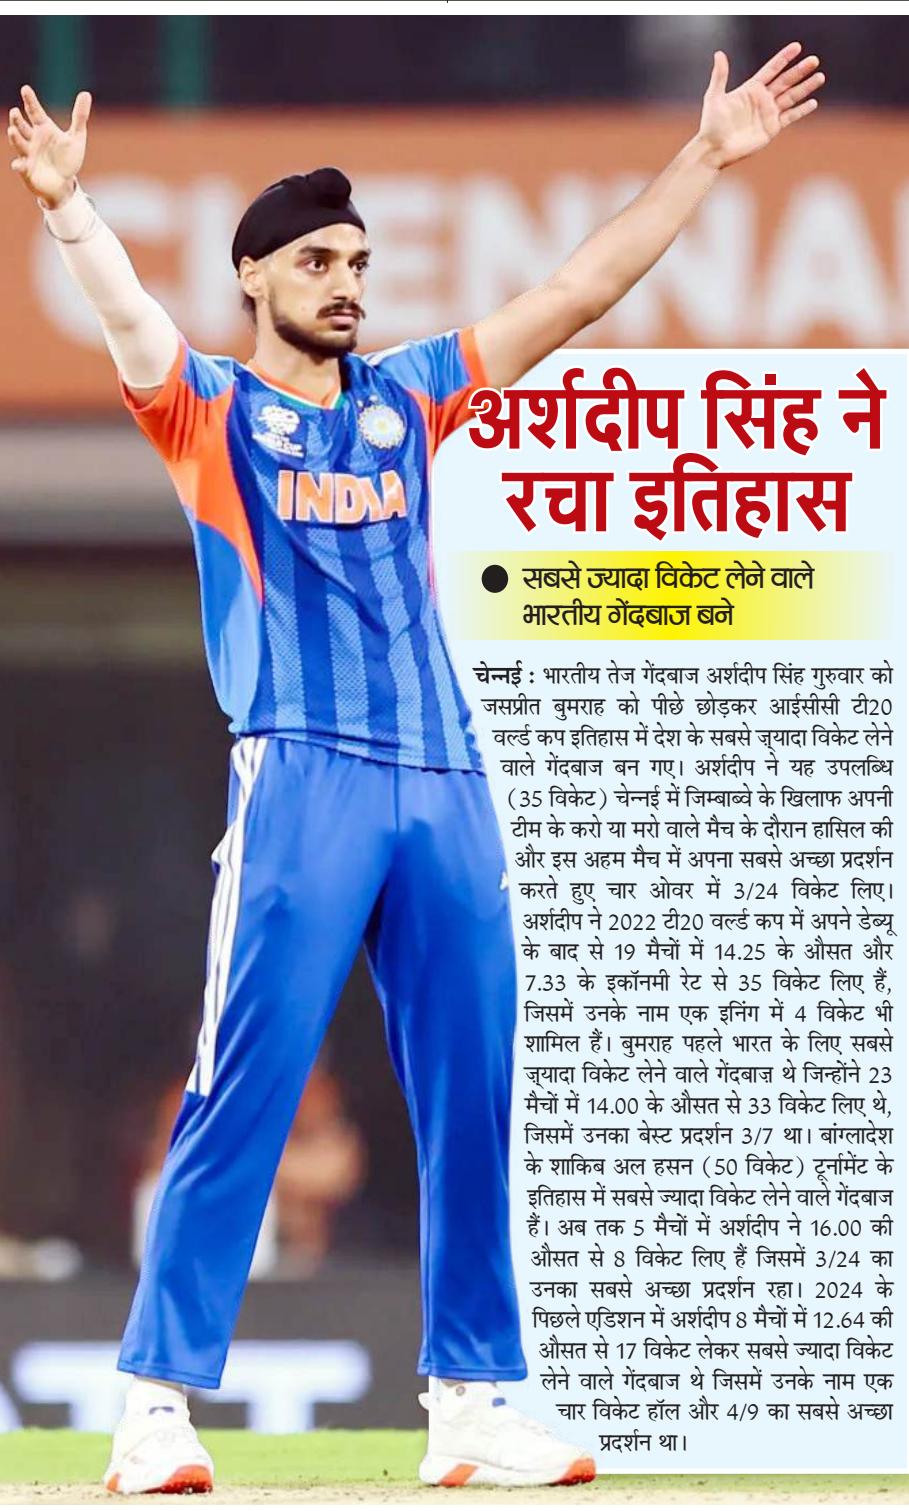 CHENNAI
INDIA
अर्शदीप सिंह ने
रचा इतिहास
● सबसे ज्यादा विकेट लेने वाले
भारतीय गेंदबाज बने
चेन्नई : भारतीय तेज गेंदबाज अर्शदीप सिंह गुरुवार को
जसप्रीत बुमराह को पीछे छोड़कर आईसीसी टी20
वर्ल्ड कप इतिहास में देश के सबसे ज़्यादा विकेट लेने
वाले गेंदबाज बन गए। अर्शदीप ने यह उपलब्धि
(35 विकेट) चेन्नई में जिम्बाब्वे के खिलाफ अपनी
टीम के करो या मरो वाले मैच के दौरान हासिल की
और इस अहम मैच में अपना सबसे अच्छा प्रदर्शन
करते हुए चार ओवर में 3/24 विकेट लिए।
अर्शदीप ने 2022 टी20 वर्ल्ड कप में अपने डेब्यू
के बाद से 19 मैचों में 14.25 के औसत और
7.33 के इकॉनमी रेट से 35 विकेट लिए हैं,
जिसमें उनके नाम एक इनिंग में 4 विकेट भी
शामिल हैं। बुमराह पहले भारत के लिए सबसे
ज़्यादा विकेट लेने वाले गेंदबाज़ थे जिन्होंने 23
मैचों में 14.00 के औसत से 33 विकेट लिए थे,
जिसमें उनका बेस्ट प्रदर्शन 3/7 था। बांग्लादेश
के शाकिब अल हसन (50 विकेट) टूर्नामेंट के
इतिहास में सबसे ज्यादा विकेट लेने वाले गेंदबाज
हैं। अब तक 5 मैचों में अर्शदीप ने 16.00 की
औसत से 8 विकेट लिए हैं जिसमें 3/24 का
उनका सबसे अच्छा प्रदर्शन रहा। 2024 के
पिछले एडिशन में अर्शदीप 8 मैचों में 12.64 की
औसत से 17 विकेट लेकर सबसे ज्यादा विकेट
लेने वाले गेंदबाज थे जिसमें उनके नाम एक
चार विकेट हॉल और 4/9 का सबसे अच्छा
प्रदर्शन था।